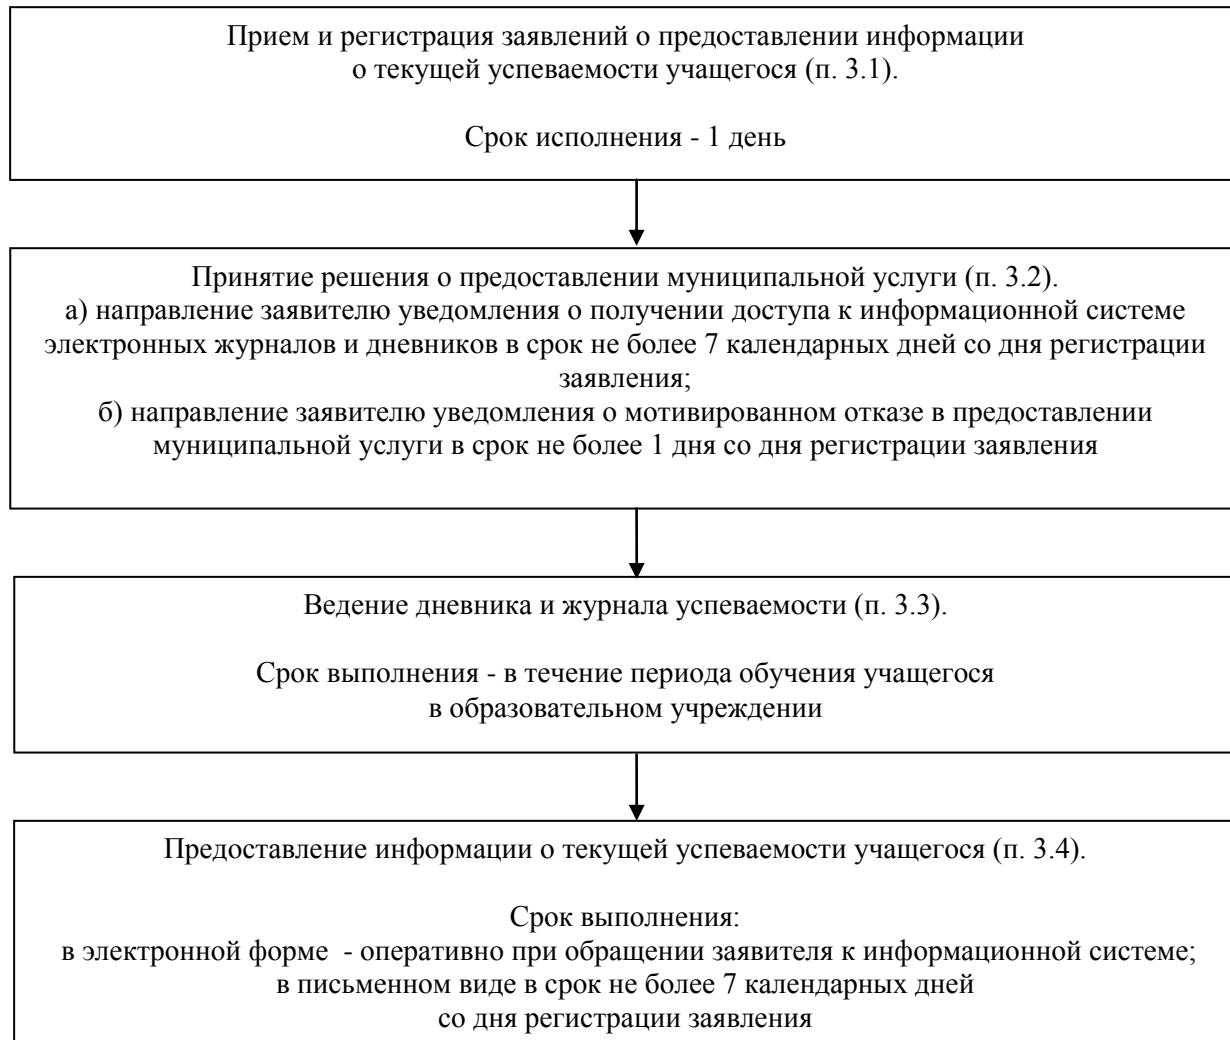 Прием и регистрация заявлений о предоставлении информации
о текущей успеваемости учащегося (п. 3.1).
Срок исполнения - 1 день
Принятие решения о предоставлении муниципальной услуги (п. 3.2).
а) направление заявителю уведомления о получении доступа к информационной системе
электронных журналов и дневников в срок не более 7 календарных дней со дня регистрации
заявления;
б) направление заявителю уведомления о мотивированном отказе в предоставлении
муниципальной услуги в срок не более 1 дня со дня регистрации заявления
Ведение дневника и журнала успеваемости (п. 3.3).
Срок выполнения - в течение периода обучения учащегося
в образовательном учреждении
Предоставление информации о текущей успеваемости учащегося (п. 3.4).
Срок выполнения:
в электронной форме  - оперативно при обращении заявителя к информационной системе;
в письменном виде в срок не более 7 календарных дней
со дня регистрации заявления